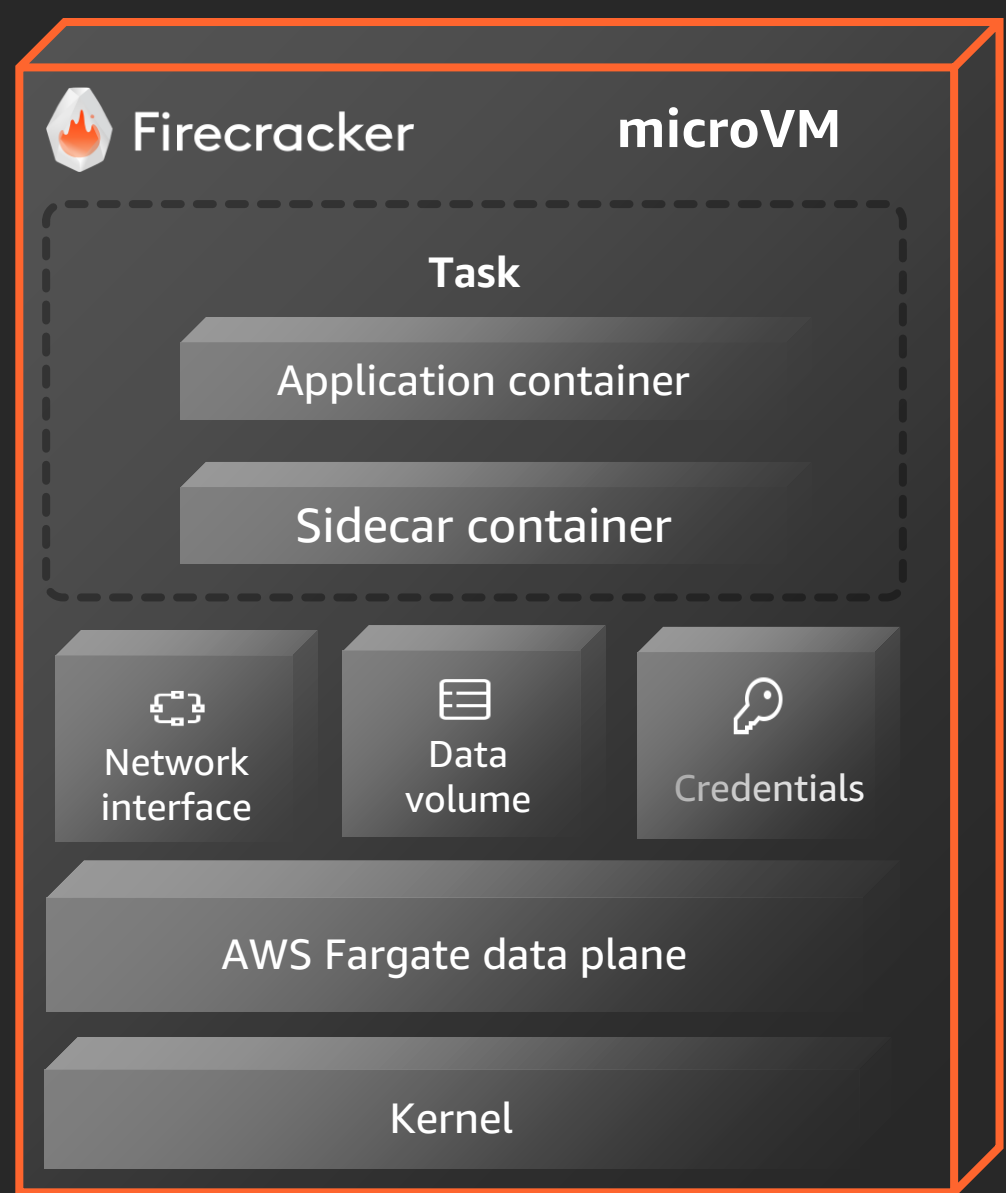 Firecracker microVM
Task
Application container
Sidecar container
Network
interface
Data
volume
Credentials
AWS Fargate data plane
Kernel